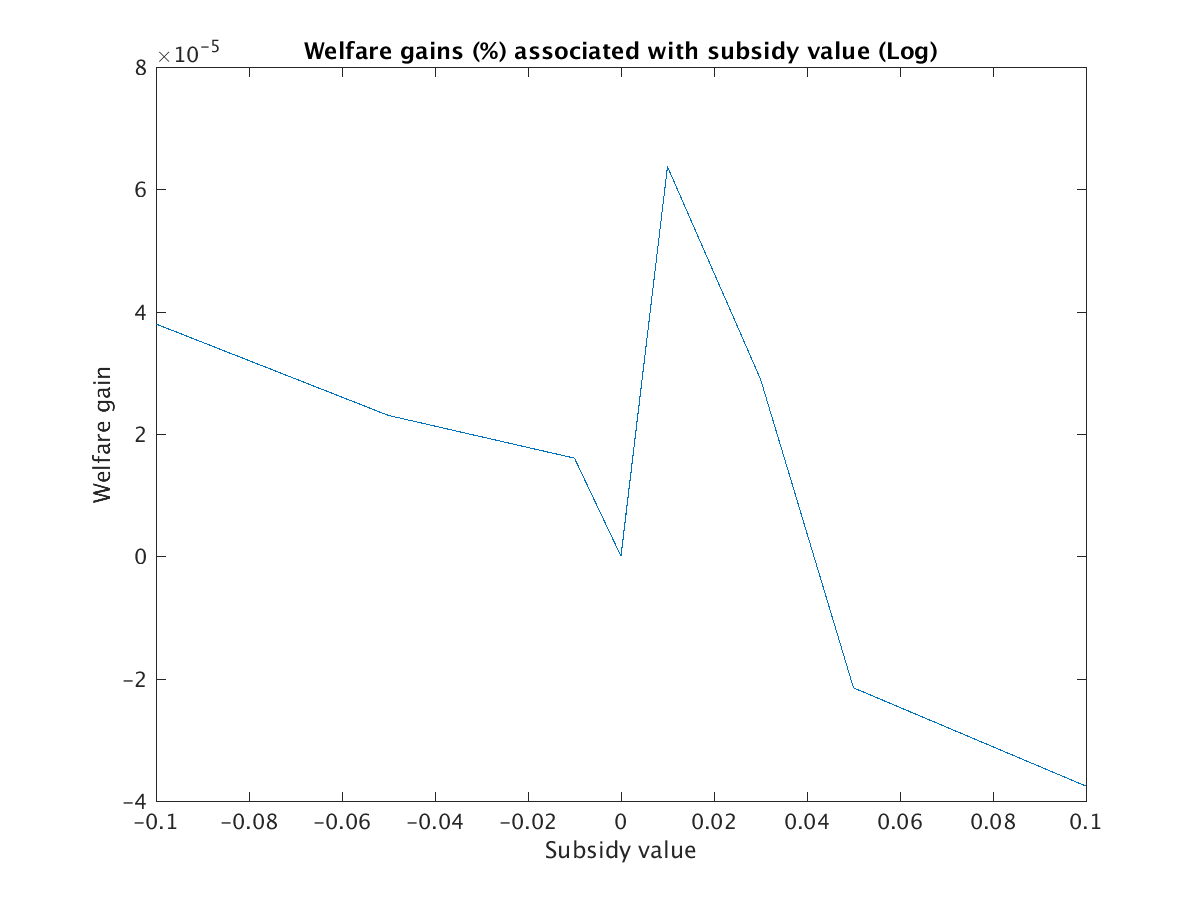 ×10⁻⁵
Welfare gains (%) associated with subsidy value (Log)
8
6
4
2
0
−2
−4
Welfare gain
−0.1 −0.08 −0.06 −0.04 −0.02 0 0.02 0.04 0.06 0.08 0.1
Subsidy value